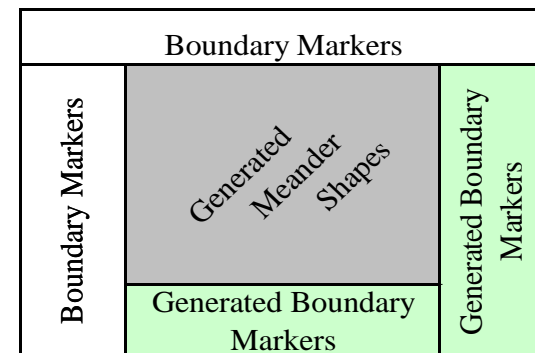 Boundary Markers
Boundary Markers
Generated
Meander
Shapes
Generated Boundary
Markers
Generated Boundary
Markers